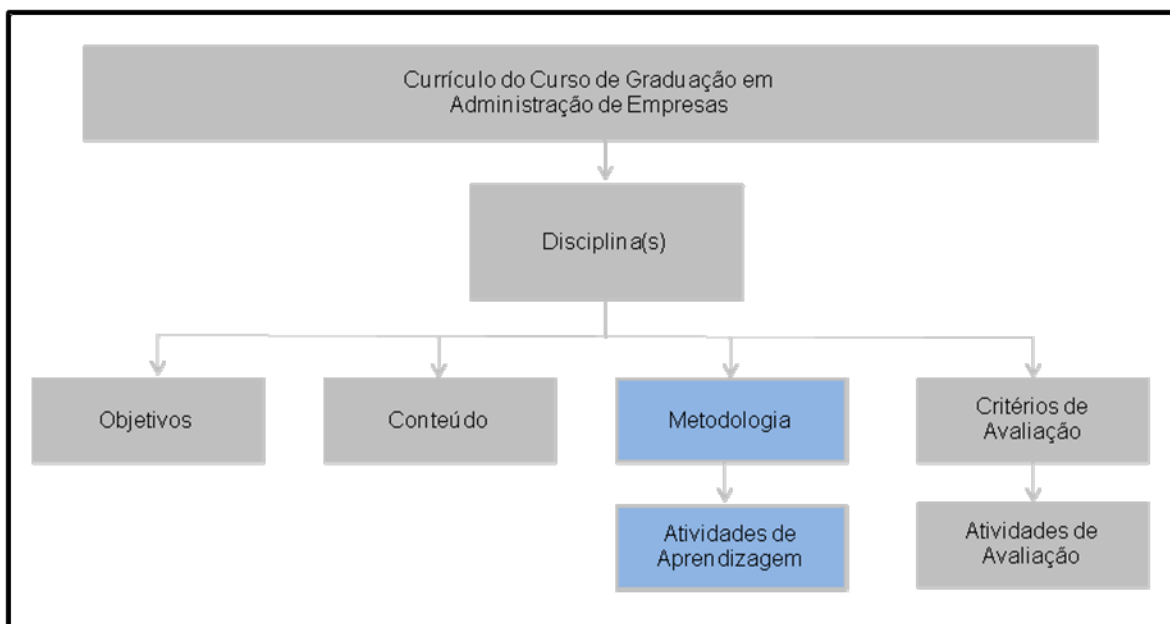 Currículo do Curso de Graduação em
Administração de Empresas
Disciplina(s)
Objetivos
Conteúdo
Metodologia
Critérios de
Avaliação
Atividades de
Aprendizagem
Atividades de
Avaliação